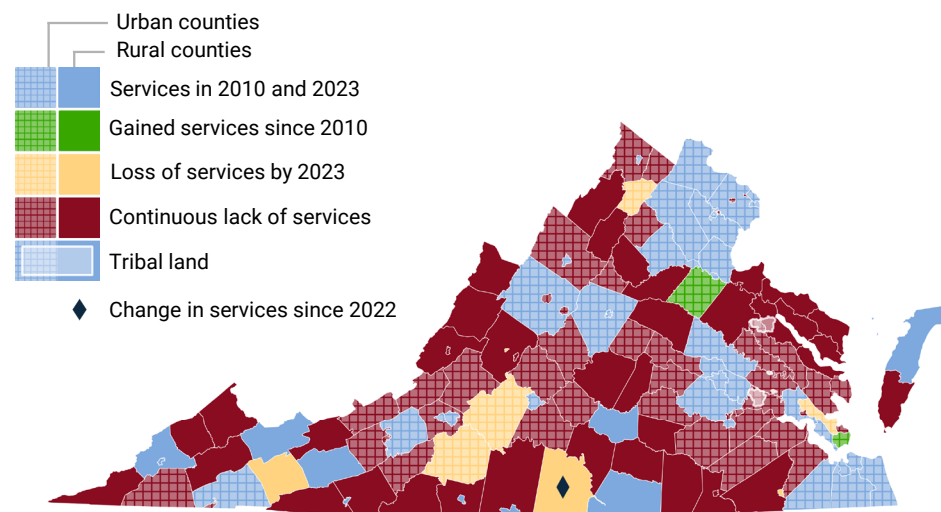 Urban counties
Rural counties
Services in 2010 and 2023
Gained services since 2010
Loss of services by 2023
Continuous lack of services
Tribal land
Change in services since 2022